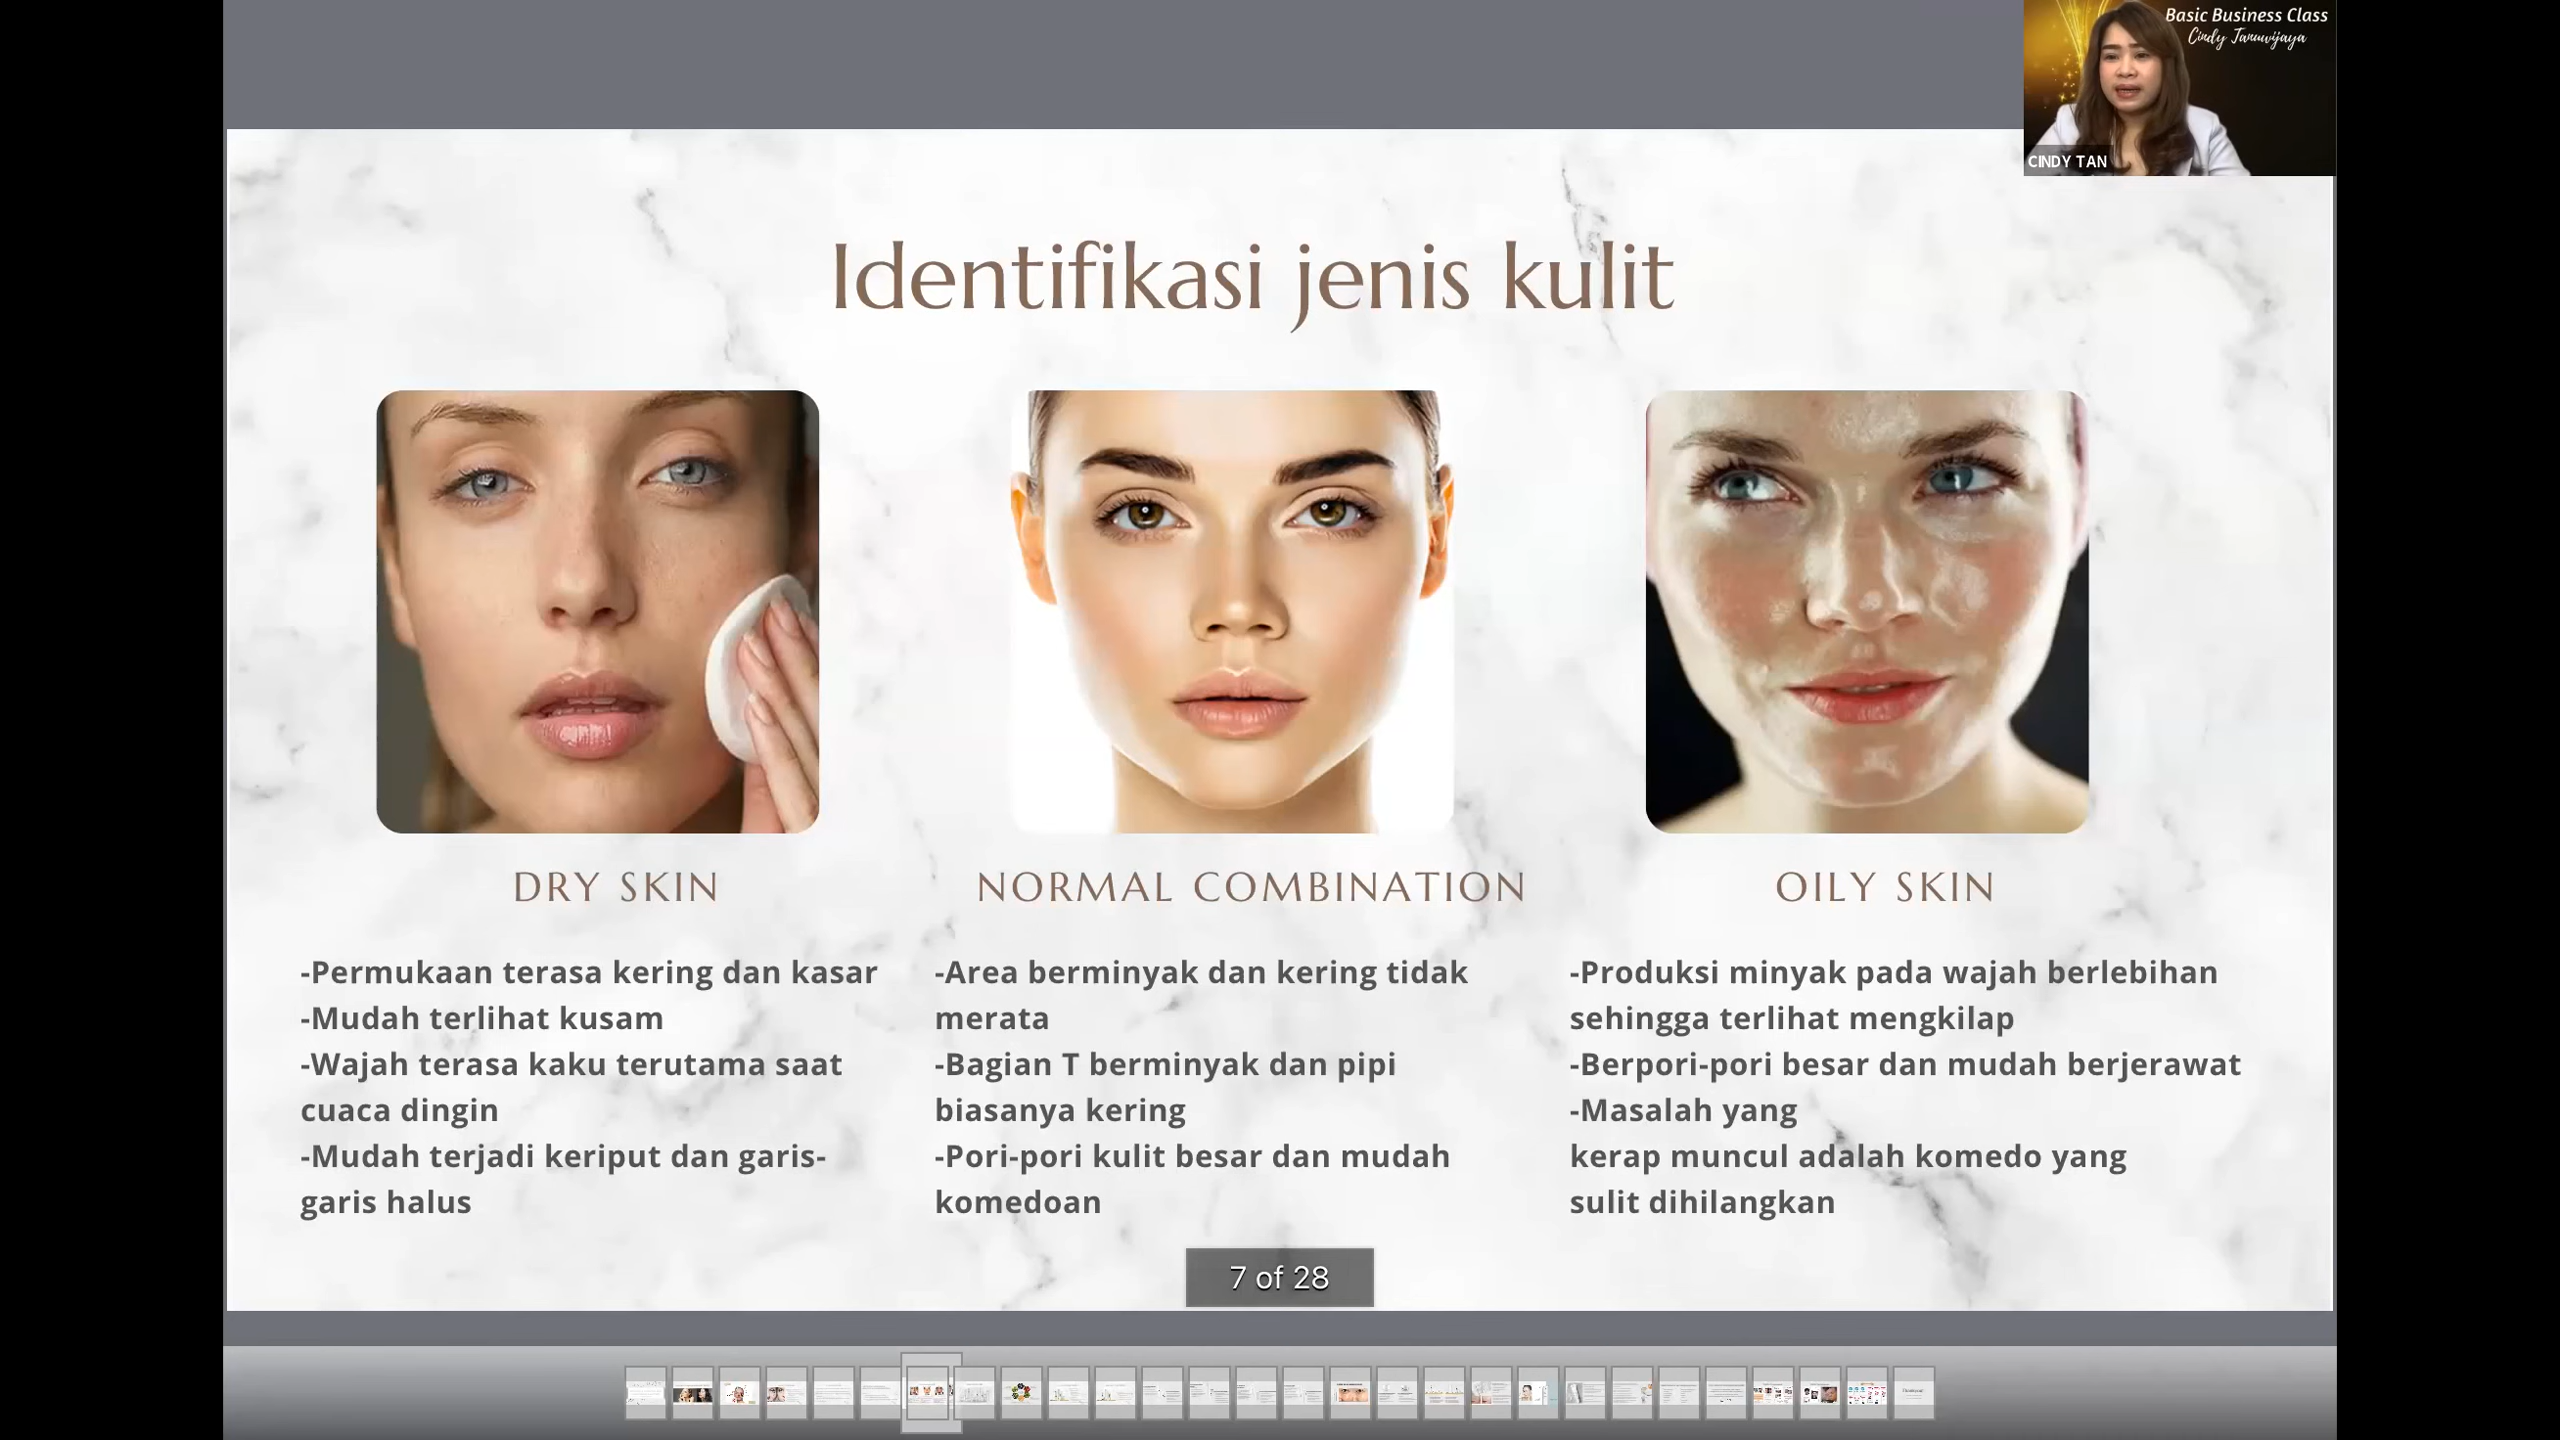 Basic Business Class
Cindy Tanuwijaya
CINDY TAN
Identifikasi jenis kulit
DRY SKIN
-Permukaan terasa kering dan kasar
-Mudah terlihat kusam
-Wajah terasa kaku terutama saat
cuaca dingin
-Mudah terjadi keriput dan garis-
garis halus
NORMAL COMBINATION
-Area berminyak dan kering tidak
merata
-Bagian T berminyak dan pipi
biasanya kering
-Pori-pori kulit besar dan mudah
komedoan
OILY SKIN
-Produksi minyak pada wajah berlebihan
sehingga terlihat mengkilap
-Berpori-pori besar dan mudah berjerawat
-Masalah yang
kerap muncul adalah komedo yang
sulit dihilangkan
7 of 28